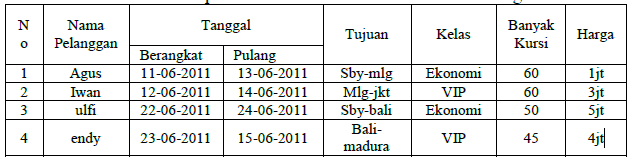 No Nama Pelanggan Tanggal Tujuan Kelas Banyak Kursi Harga
Berangkat Pulang
1 Agus 11-06-2011 13-06-2011 Sby-mlg Ekonomi 60 1jt
2 Iwan 12-06-2011 14-06-2011 Mlg-jkt VIP 60 3jt
3 ulfi 22-06-2011 24-06-2011 Sby-bali Ekonomi 50 5jt
4 endy 23-06-2011 15-06-2011 Bali-madura VIP 45 4jt